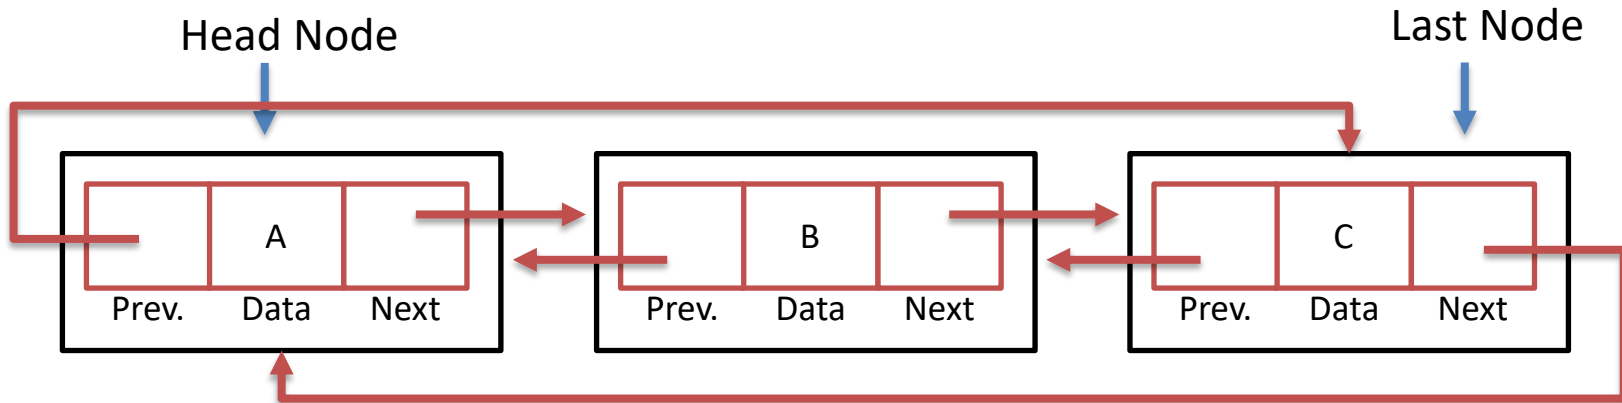 Head Node
Last Node
A
B
C
Prev. Data Next
Prev. Data Next
Prev. Data Next